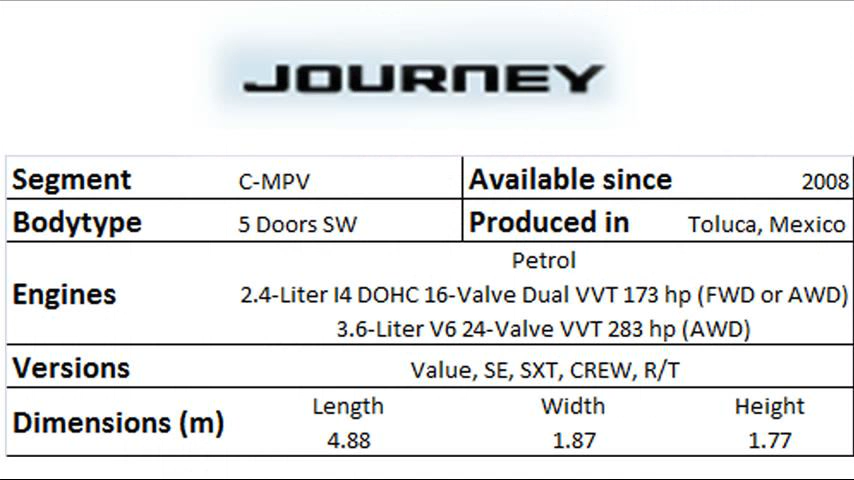 JOURNEY
Segment C-MPV Available since 2008
Bodytype 5 Doors SW Produced in Toluca, Mexico
Petrol
Engines 2.4-Liter I4 DOHC 16-Valve Dual VVT 173 hp (FWD or AWD)
3.6-Liter V6 24-Valve VVT 283 hp (AWD)
Versions Value, SE, SXT, CREW, R/T
Dimensions (m) Length Width Height
4.88 1.87 1.77